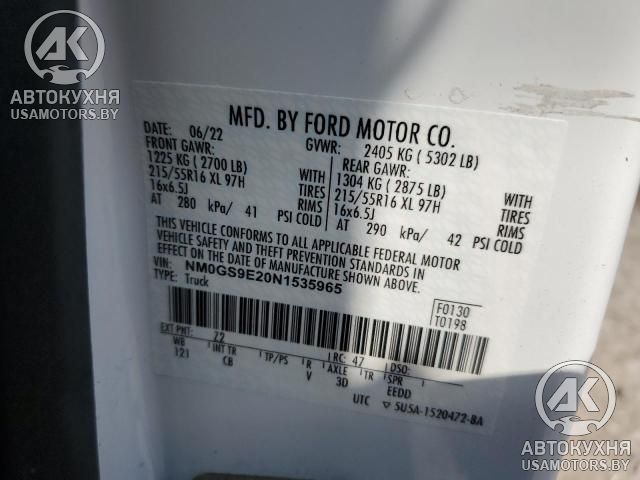 АК
АВТОКУХНЯ
USAMOTORS.BY
MFD. BY FORD MOTOR CO.
DATE: 06/22 GVWR: 2405 KG ( 5302 LB)
FRONT GAWR: REAR GAWR:
1225 KG ( 2700 LB) WITH 1304 KG ( 2875 LB) WITH
215/55R16 XL 97H TIRES 215/55R16 XL 97H TIRES
16x6.5J RIMS 16x6.5J RIMS
AT 280 kPa/ 41 PSI COLD AT 290 kPa/ 42 PSI COLD
THIS VEHICLE CONFORMS TO ALL APPLICABLE FEDERAL MOTOR
VEHICLE SAFETY AND THEFT PREVENTION STANDARDS IN
EFFECT ON THE DATE OF MANUFACTURE SHOWN ABOVE.
VIN: NM0GS9E20N1535965
TYPE: Truck
F0130
T0198
EXT PNT: 72 RC: 47 DSO:
WB INT TR TP/PS R AXLE TR SPR
121 CB V 3D EEDD
UTC 5U5A-1520472-BA
АК
АВТОКУХНЯ
USAMOTORS.BY